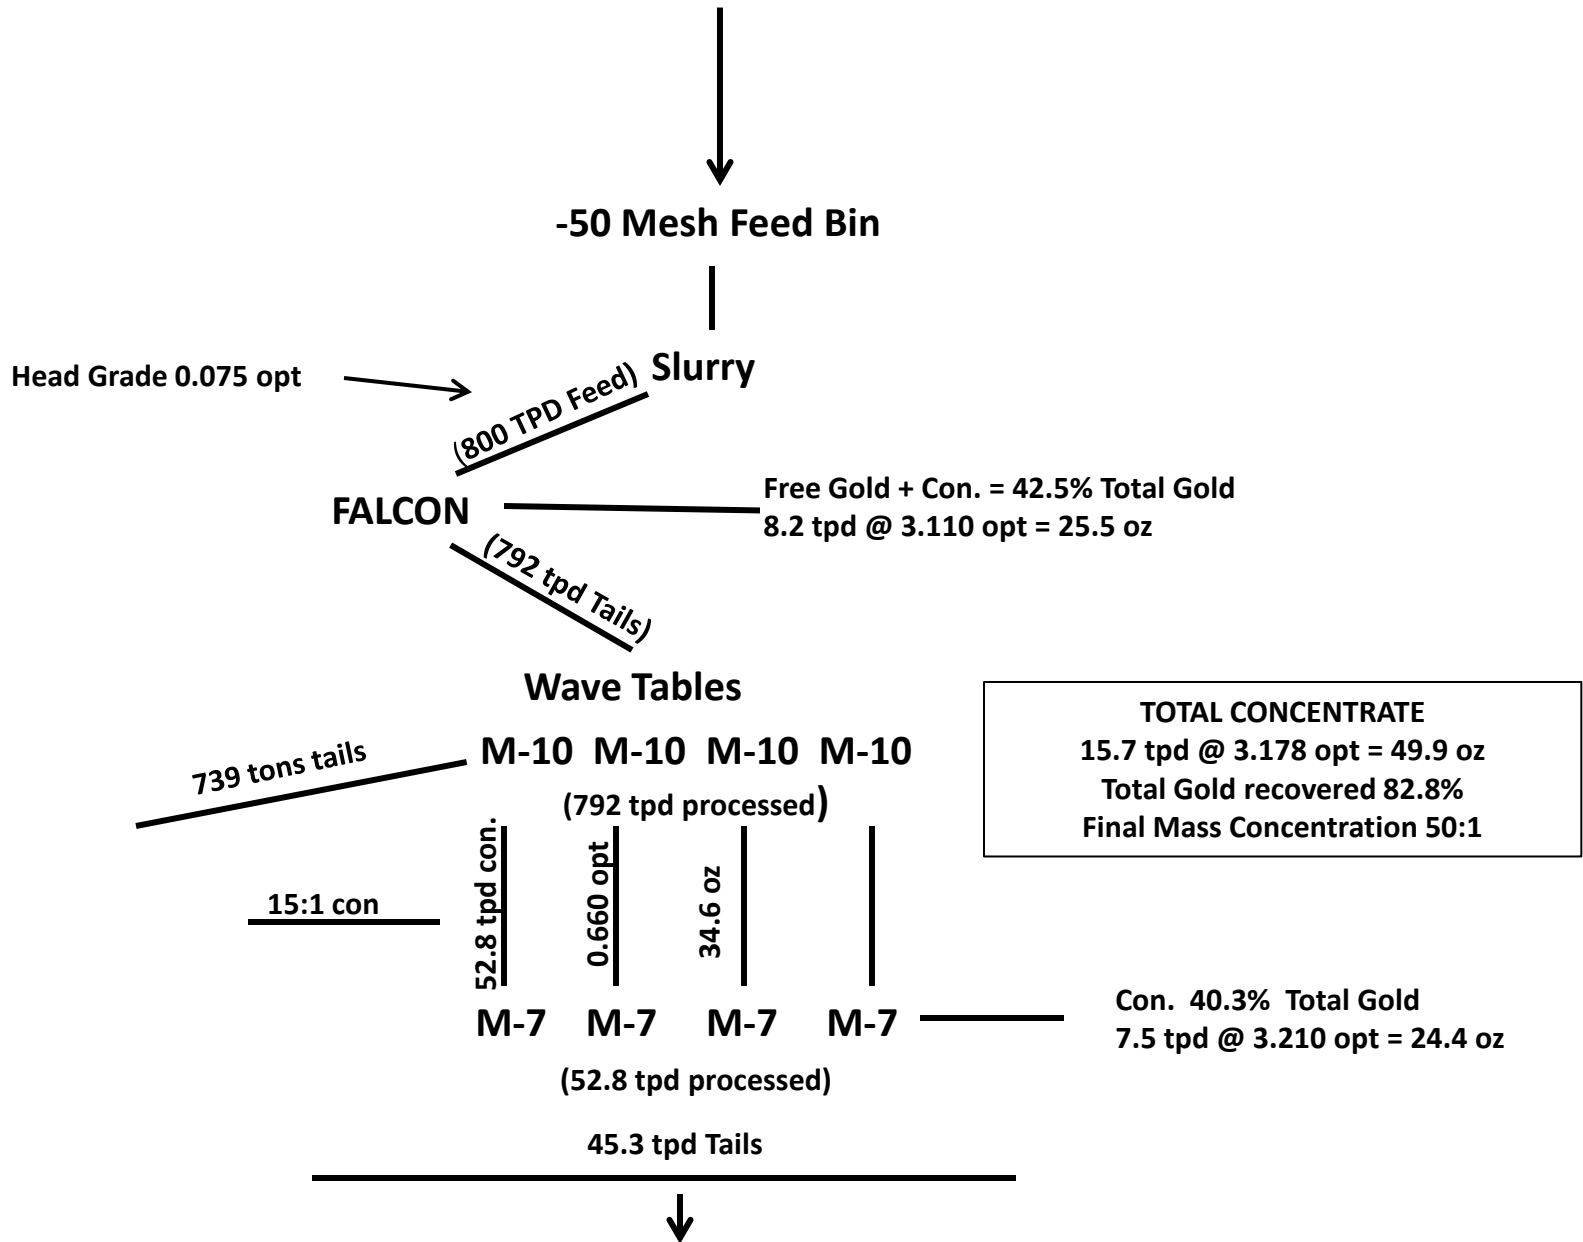 -50 Mesh Feed Bin
Slurry
Head Grade 0.075 opt
(800 TPD Feed)
FALCON
Free Gold + Con. = 42.5% Total Gold
8.2 tpd @ 3.110 opt = 25.5 oz
(792 tpd Tails)
Wave Tables
M-10 M-10 M-10 M-10
(792 tpd processed)
739 tons tails
TOTAL CONCENTRATE
15.7 tpd @ 3.178 opt = 49.9 oz
Total Gold recovered 82.8%
Final Mass Concentration 50:1
15:1 con
52.8 tpd con.
0.660 opt
34.6 oz
M-7 M-7 M-7 M-7
(52.8 tpd processed)
Con. 40.3% Total Gold
7.5 tpd @ 3.210 opt = 24.4 oz
45.3 tpd Tails